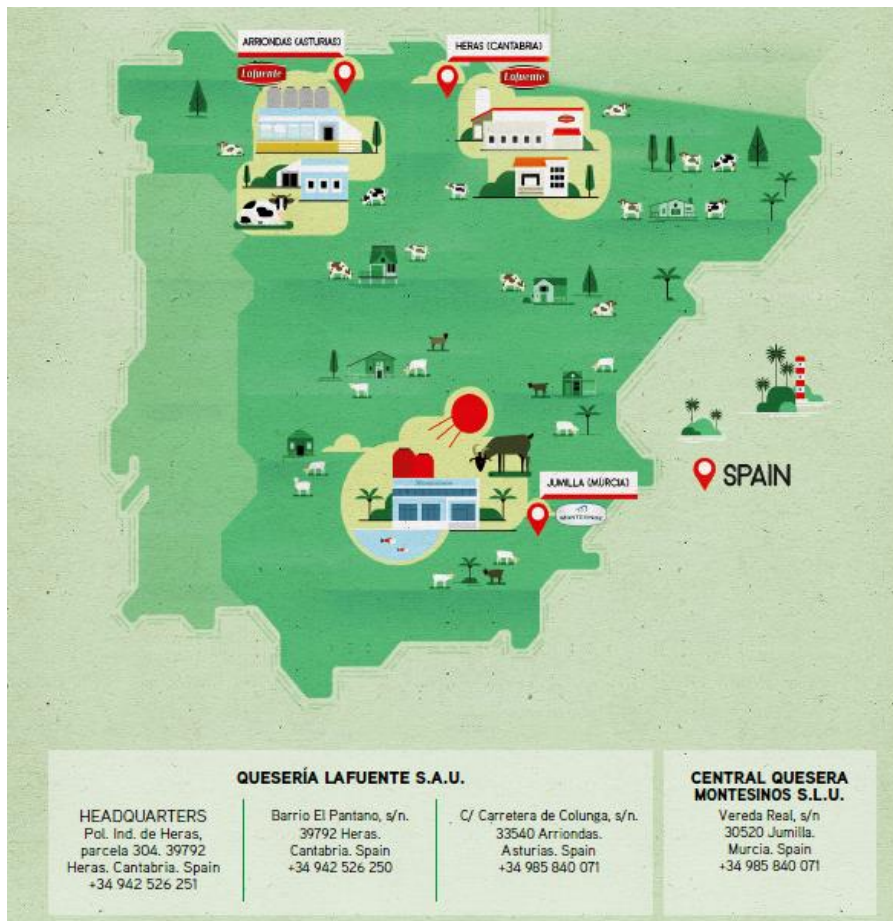 ARRIONDAS (ASTURIAS)
HERAS (CANTABRIA)
Lafuente
Lafuente
JUMILLA (MURCIA)
SPAIN
QUESERÍA LAFUENTE S.A.U.
HEADQUARTERS
Pol. Ind. de Heras,
parcela 304. 39792
Heras. Cantabria. Spain
+34 942 526 251
Barrio El Pantano, s/n.
39792 Heras.
Cantabria. Spain
+34 942 526 250
C/ Carretera de Colunga, s/n.
33540 Arriondas.
Asturias. Spain
+34 985 840 071
CENTRAL QUESERA
MONTESINOS S.L.U.
Vereda Real, s/n
30520 Jumilla.
Murcia. Spain
+34 985 840 071